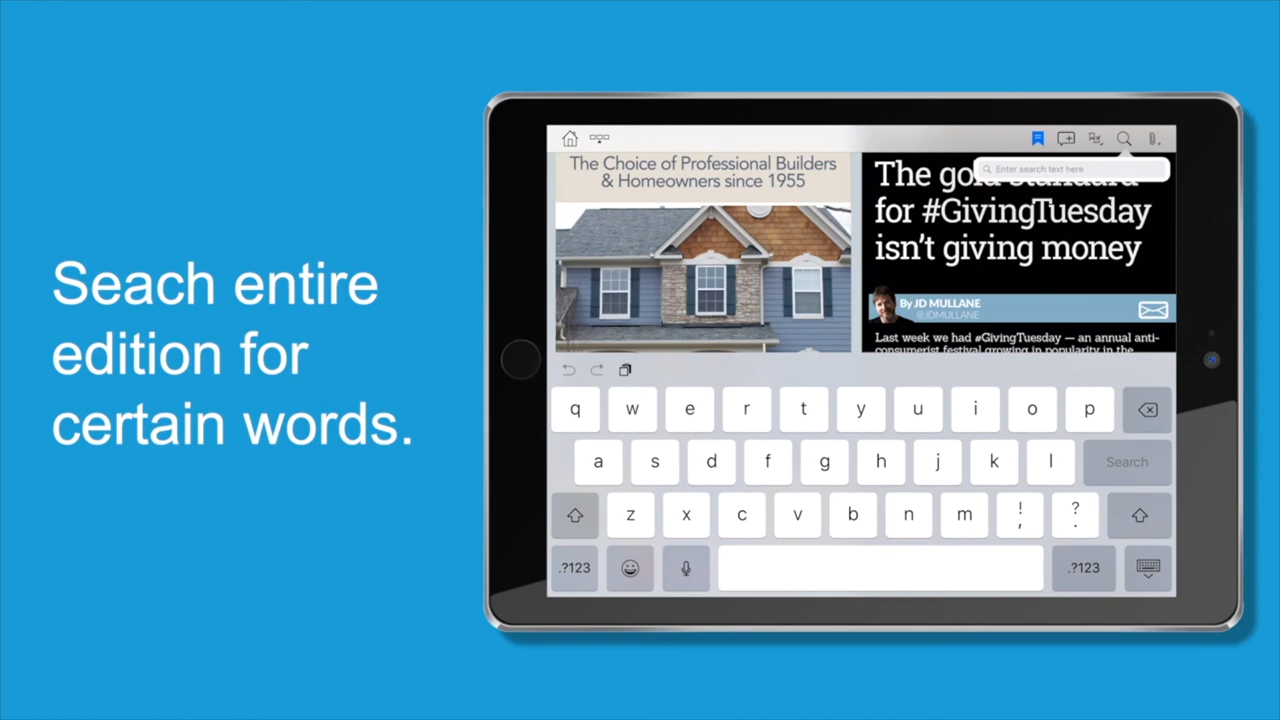 Seach entire
edition for
certain words.
Enter search text here
The Choice of Professional Builders
& Homeowners since 1955
The gold standard
for #GivingTuesday
isn't giving money
By JD MULLANE
@JDMULLANE
Last week we had #GivingTuesday — an annual anti-
consumerist festival growing in popularity in the
q w e r t y u i o p
a s d f g h j k l Search
z x c v b n m ! , ? .
.?123 .?123